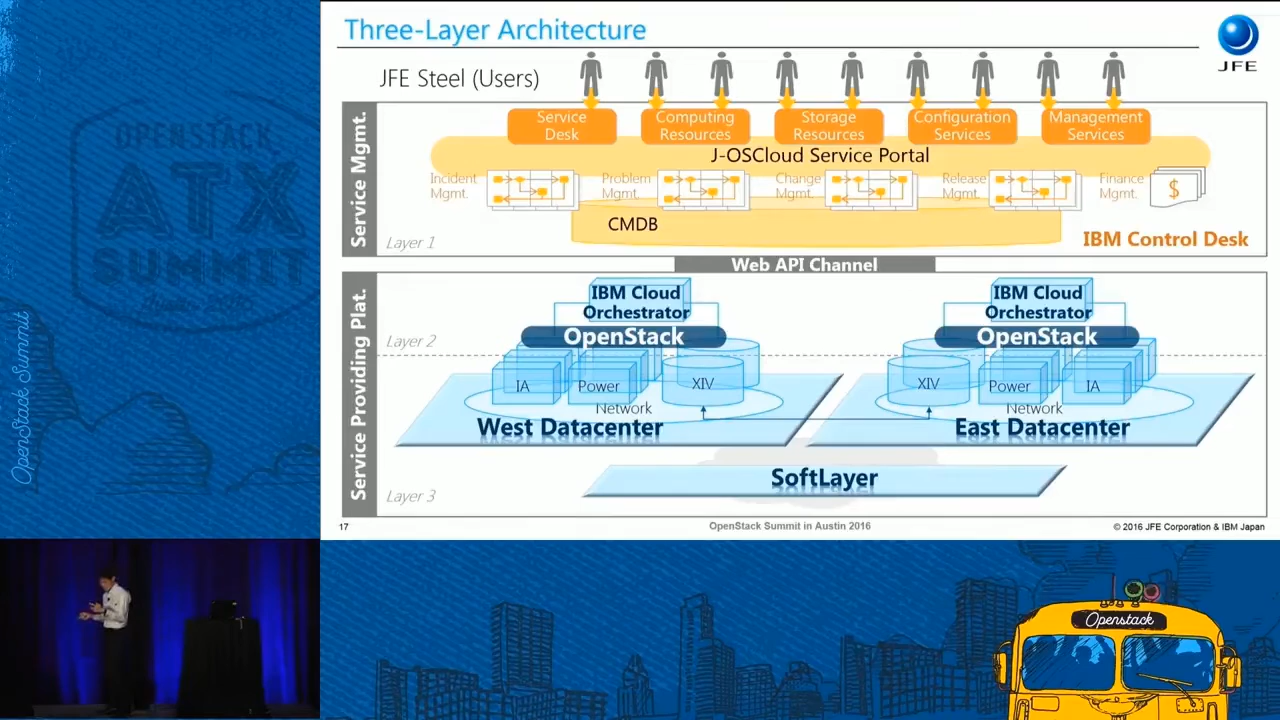 Three-Layer Architecture
JFE
JFE Steel (Users)
Service Mgmt.
Service
Desk
Computing
Resources
Storage
Resources
Configuration
Services
Management
Services
J-OSCloud Service Portal
Incident
Mgmt.
Problem
Mgmt.
Change
Mgmt.
Release
Mgmt.
Finance
Mgmt.
$
CMDB
Layer 1
IBM Control Desk
Web API Channel
Service Providing Plat.
IBM Cloud
Orchestrator
OpenStack
IBM Cloud
Orchestrator
OpenStack
Layer 2
IA
Power
XIV
Network
West Datacenter
XIV
Power
IA
Network
East Datacenter
SoftLayer
Layer 3
17
OpenStack Summit in Austin 2016
© 2016 JFE Corporation & IBM Japan
OPENSTACK
ATX
SUMMIT
OpenStack Summit
Openstack